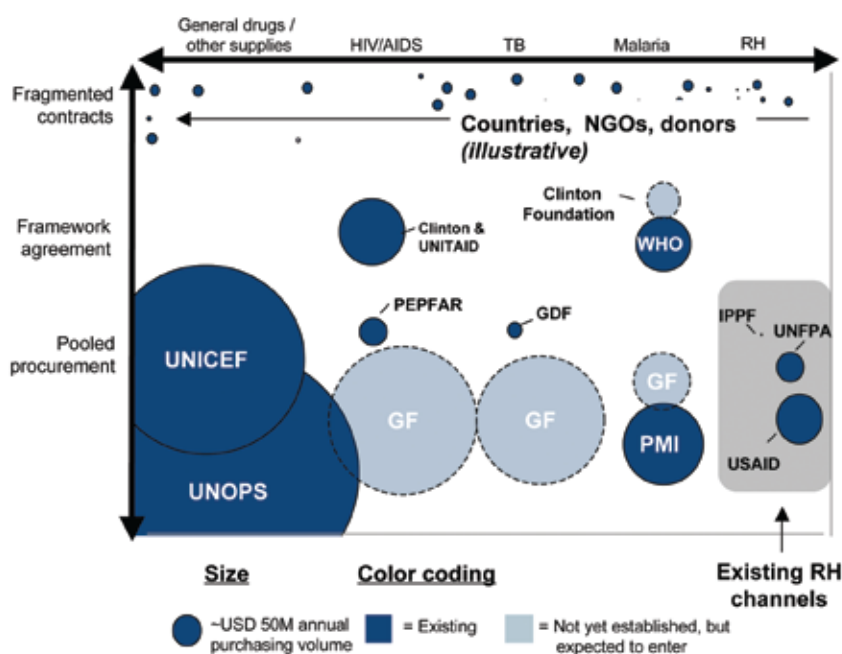 General drugs /
other supplies
HIV/AIDS
TB
Malaria
RH
Fragmented
contracts
Countries, NGOs, donors
(illustrative)
Framework
agreement
Clinton &
UNITAID
Clinton
Foundation
WHO
Pooled
procurement
UNICEF
UNOPS
PEPFAR
GF
GDF
GF
GF
PMI
IPPF
UNFPA
USAID
Existing RH
channels
Size
Color coding
~USD 50M annual
purchasing volume
= Existing
= Not yet established, but
expected to enter